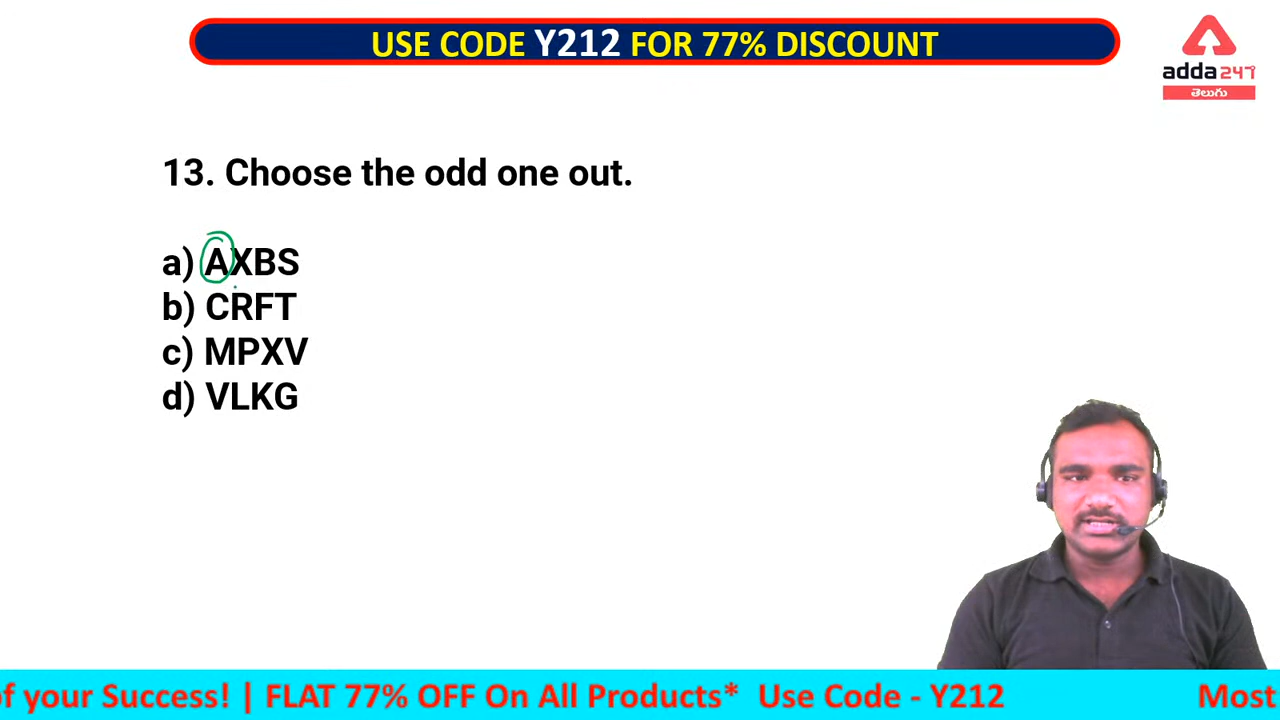 USE CODE Y212 FOR 77% DISCOUNT
adda247
తెలుగు
13. Choose the odd one out.
a) AXBS
b) CRFT
c) MPXV
d) VLKG
of your Success! | FLAT 77% OFF On All Products* Use Code - Y212 Most